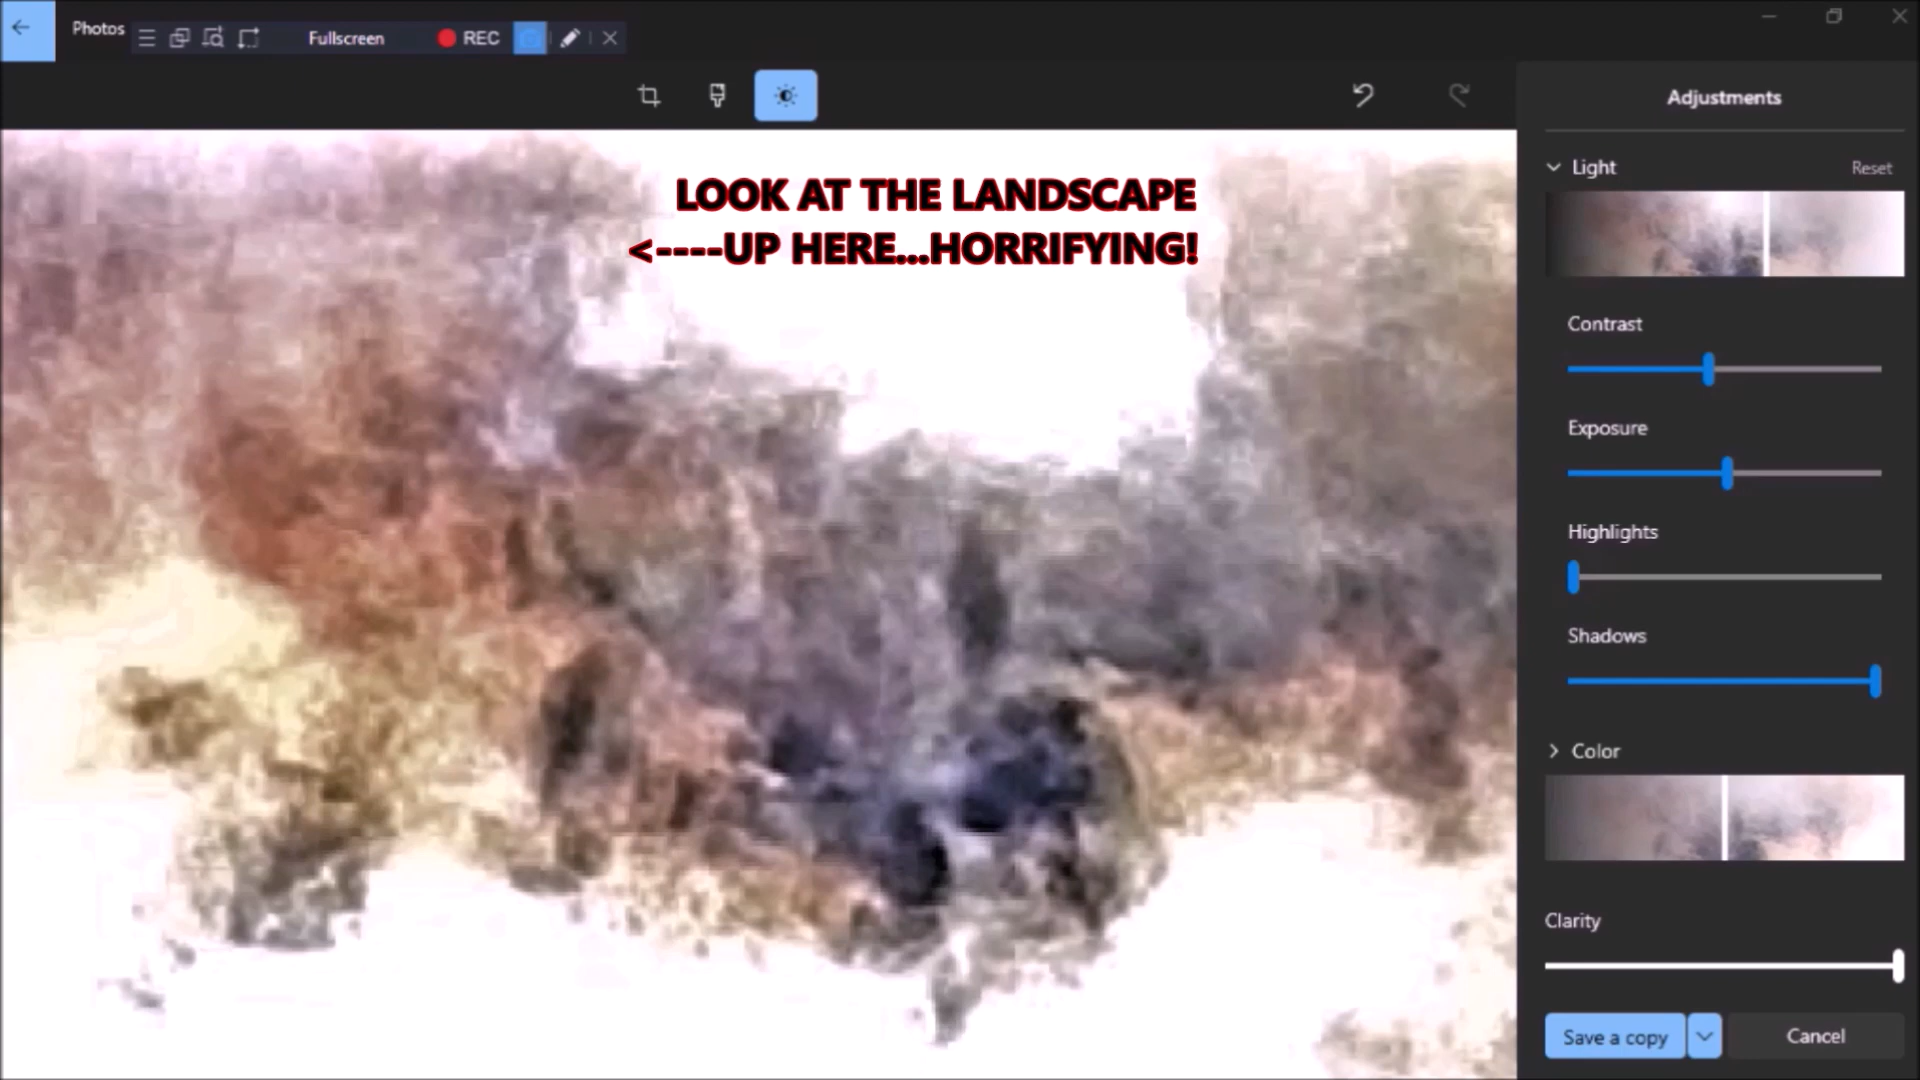 Photos
Fullscreen
REC
Adjustments
LOOK AT THE LANDSCAPE
<----UP HERE...HORRIFYING!
Light
Reset
Contrast
Exposure
Highlights
Shadows
Color
Clarity
Save a copy
Cancel